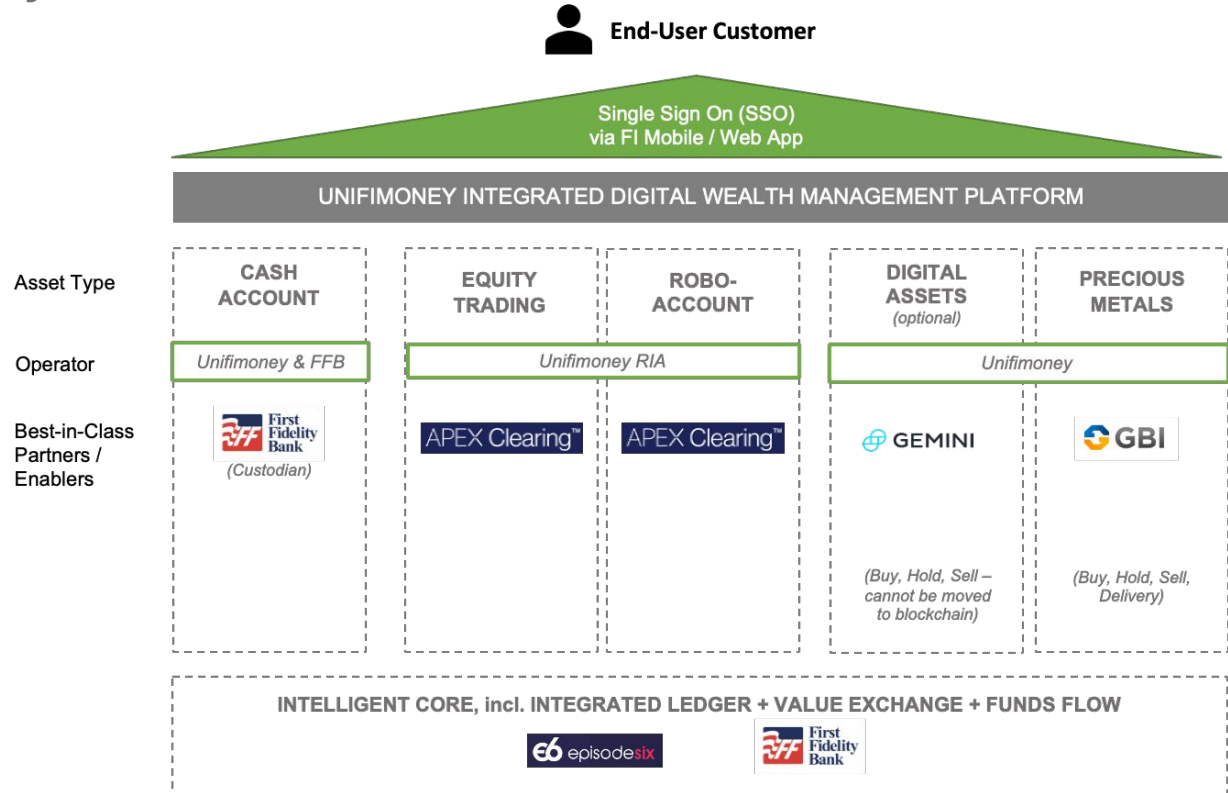 End-User Customer
Single Sign On (SSO)
via FI Mobile / Web App
UNIFIMONEY INTEGRATED DIGITAL WEALTH MANAGEMENT PLATFORM
Asset Type
CASH
ACCOUNT
EQUITY
TRADING
ROBO-
ACCOUNT
DIGITAL
ASSETS
(optional)
PRECIOUS
METALS
Operator
Unifimoney & FFB
Unifimoney RIA
Unifimoney
Best-in-Class
Partners /
Enablers
First
Fidelity
Bank
(Custodian)
APEX Clearing™
APEX Clearing™
GEMINI
GBI
(Buy, Hold, Sell –
cannot be moved
to blockchain)
(Buy, Hold, Sell,
Delivery)
INTELLIGENT CORE, incl. INTEGRATED LEDGER + VALUE EXCHANGE + FUNDS FLOW
E6 episodesix
First
Fidelity
Bank